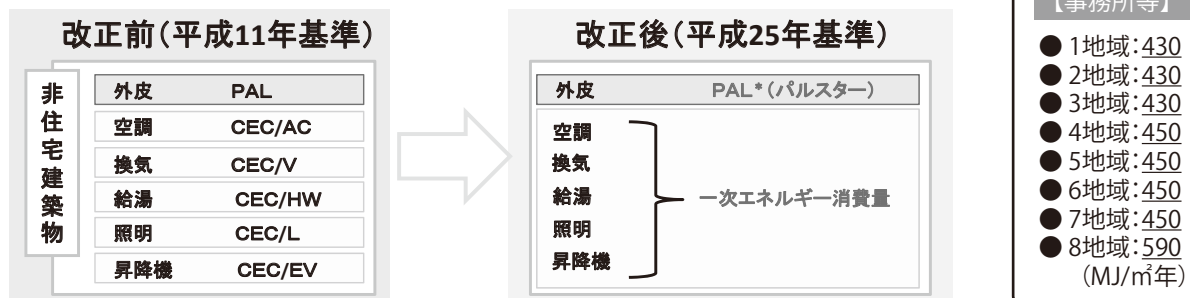 改正前(平成11年基準)
非住宅建築物
外皮 PAL
空調 CEC/AC
換気 CEC/V
給湯 CEC/HW
照明 CEC/L
昇降機 CEC/EV
改正後(平成25年基準)
外皮 PAL*(パルスター)
空調
換気
給湯
照明
昇降機
一次エネルギー消費量
【事務所等】
● 1地域:430
● 2地域:430
● 3地域:430
● 4地域:450
● 5地域:450
● 6地域:450
● 7地域:450
● 8地域:590
(MJ/㎡年)